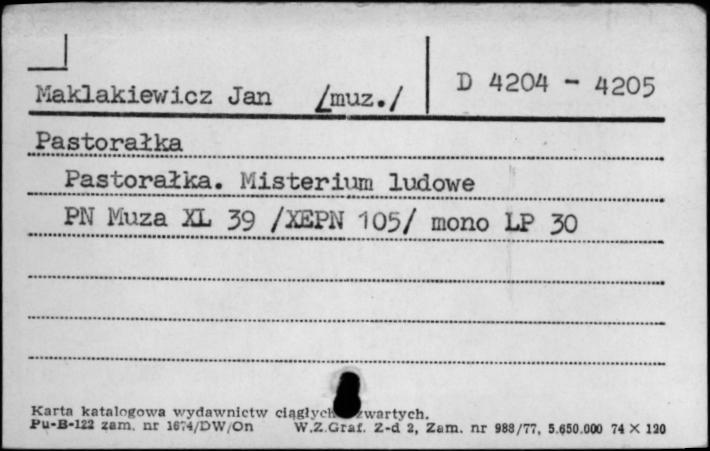 Maklakiewicz Jan /muz./ D 4204 - 4205
Pastorałka
Pastorałka. Misterium ludowe
PN Muza XL 39 /XEPN 105/ mono LP 30
Karta katalogowa wydawnictw zwartych.
Pu-B-122 zam. nr 1674/DW/On W.Z.Graf. Z-d 2, Zam. nr 988/77, 5.650.000 74 X 120